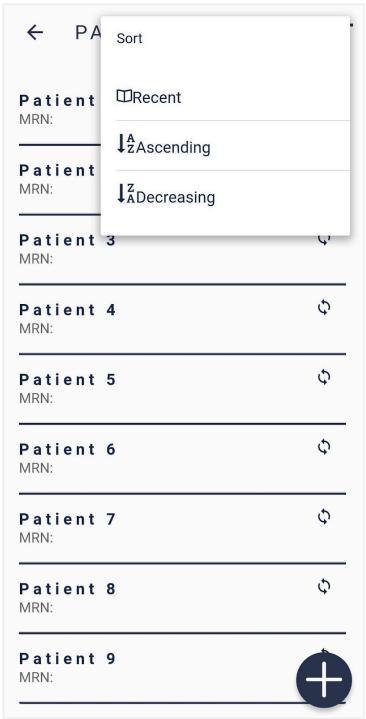 PA
Sort
Recent
Ascending
Decreasing
Patient
MRN:
Patient
MRN:
Patient 3
MRN:
Patient 4
MRN:
Patient 5
MRN:
Patient 6
MRN:
Patient 7
MRN:
Patient 8
MRN:
Patient 9
MRN: